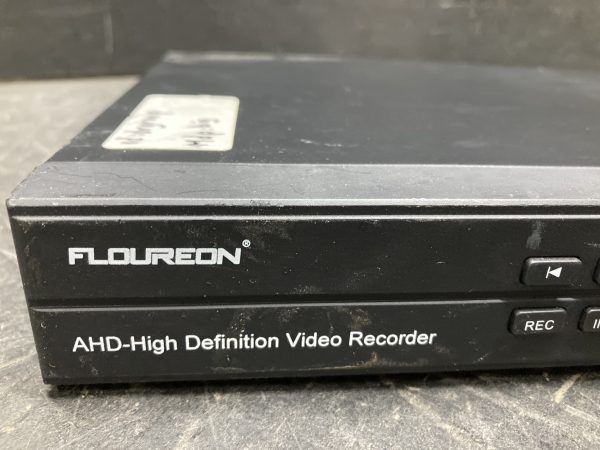 FLOUREON®
REC
AHD-High Definition Video Recorder